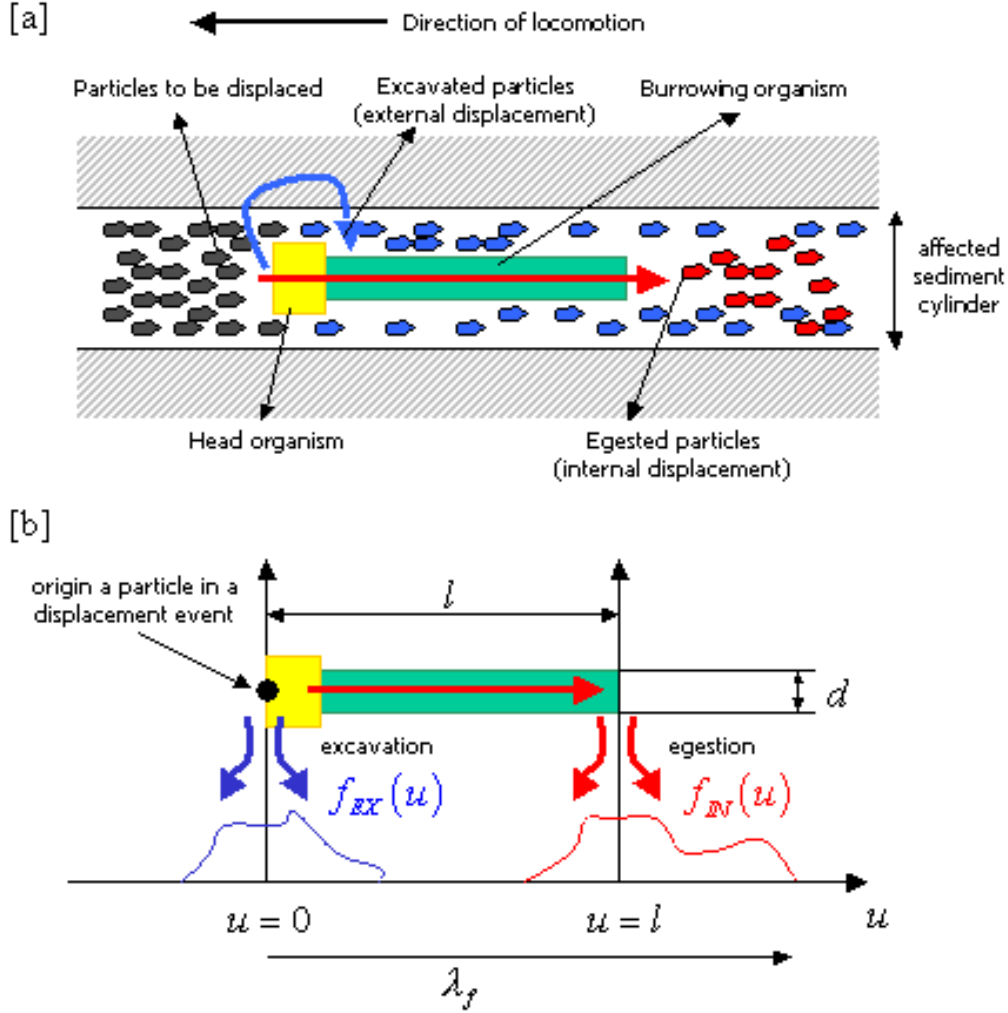 [a]
Direction of locomotion
Particles to be displaced
Excavated particles
(external displacement)
Burrowing organism
affected
sediment
cylinder
Head organism
Egested particles
(internal displacement)
[b]
origin a particle in a
displacement event
l
d
excavation
egestion
f_EX(u)
f_IN(u)
u = 0
u = l
u
λ_f